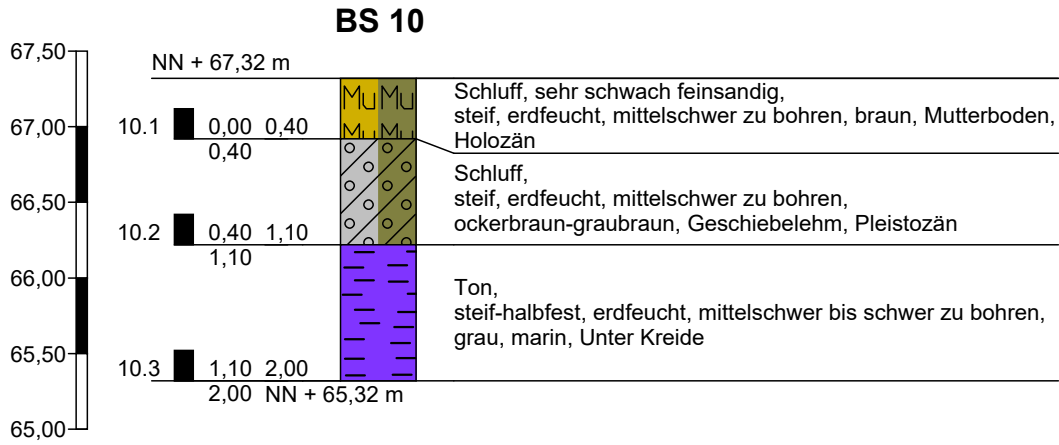 BS 10
67,50
NN + 67,32 m
Mu Mu
Schluff, sehr schwach feinsandig,
steif, erdfeucht, mittelschwer zu bohren, braun, Mutterboden,
Holozän
67,00
10.1 0,00 0,40
Mu Mu
0,40
Schluff,
steif, erdfeucht, mittelschwer zu bohren,
ockerbraun-graubraun, Geschiebelehm, Pleistozän
66,50
10.2 0,40 1,10
1,10
66,00
Ton,
steif-halbfest, erdfeucht, mittelschwer bis schwer zu bohren,
grau, marin, Unter Kreide
65,50
10.3 1,10 2,00
2,00 NN + 65,32 m
65,00